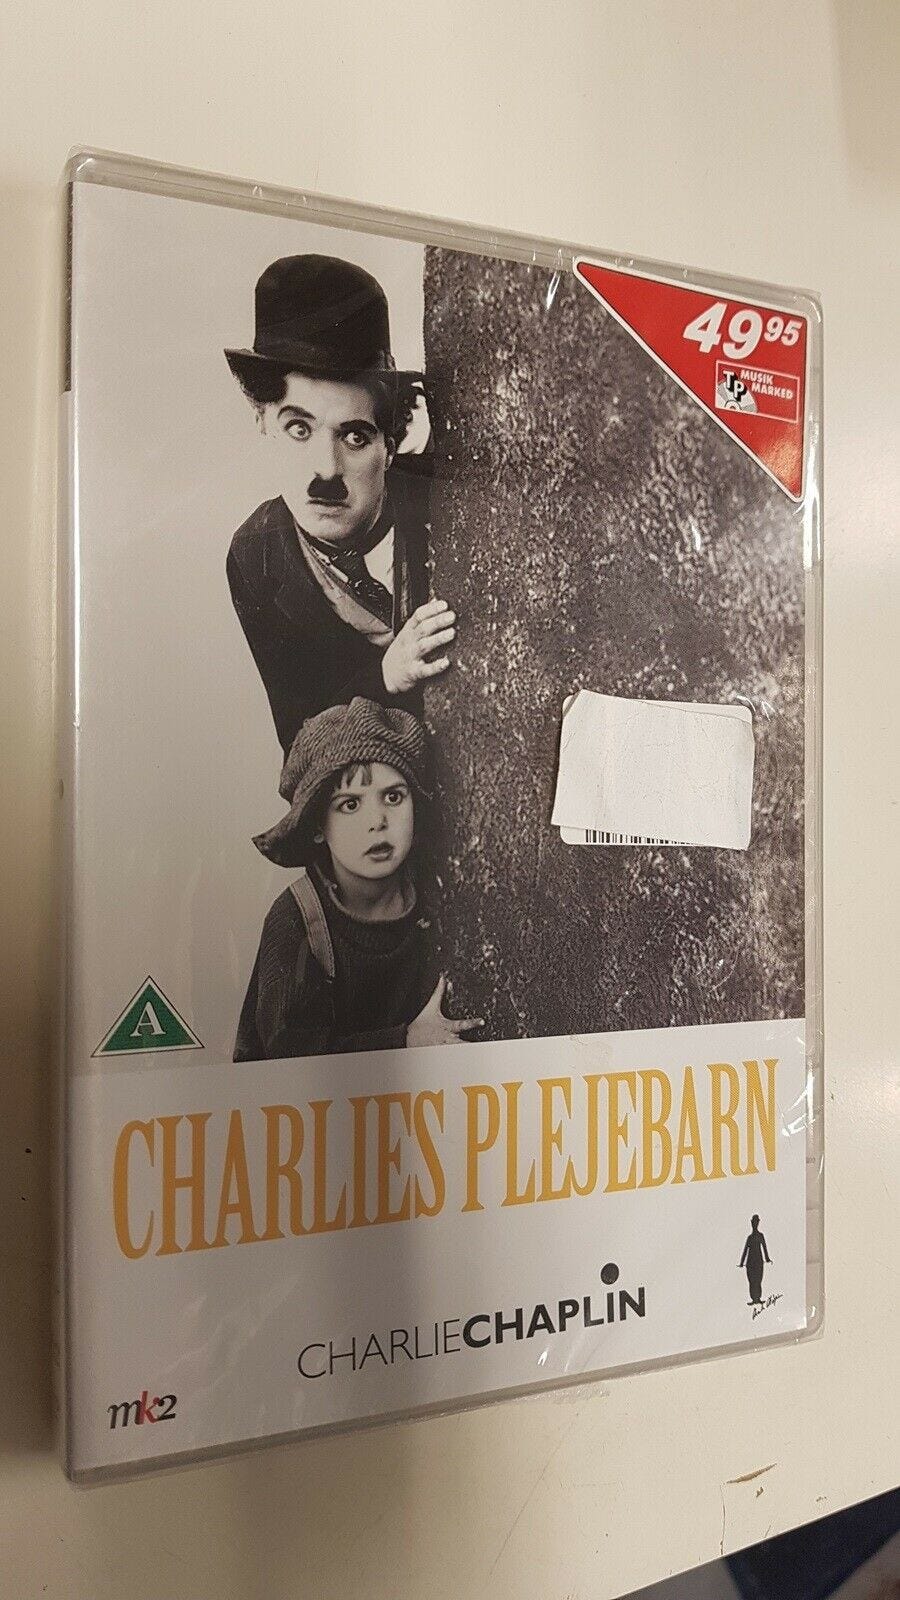 49 95
TP MUSIK
MARKED
A
CHARLIES PLEJEBARN
CHARLIECHAPLIN
mk2